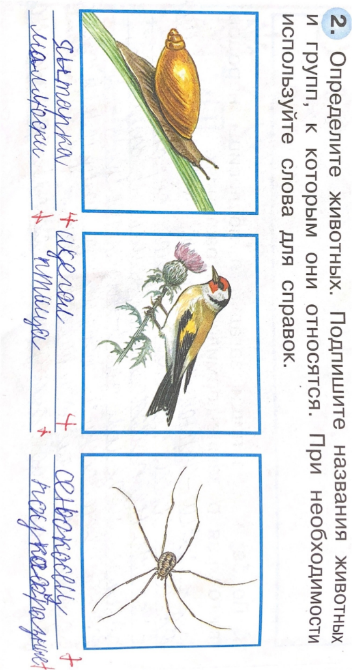 2. Определите животных. Подпишите названия животных
и групп, к которым они относятся. При необходимости
используйте слова для справок.
янтарка +
моллюски +
щегол +
птица +
сенокосец +
паукообразные